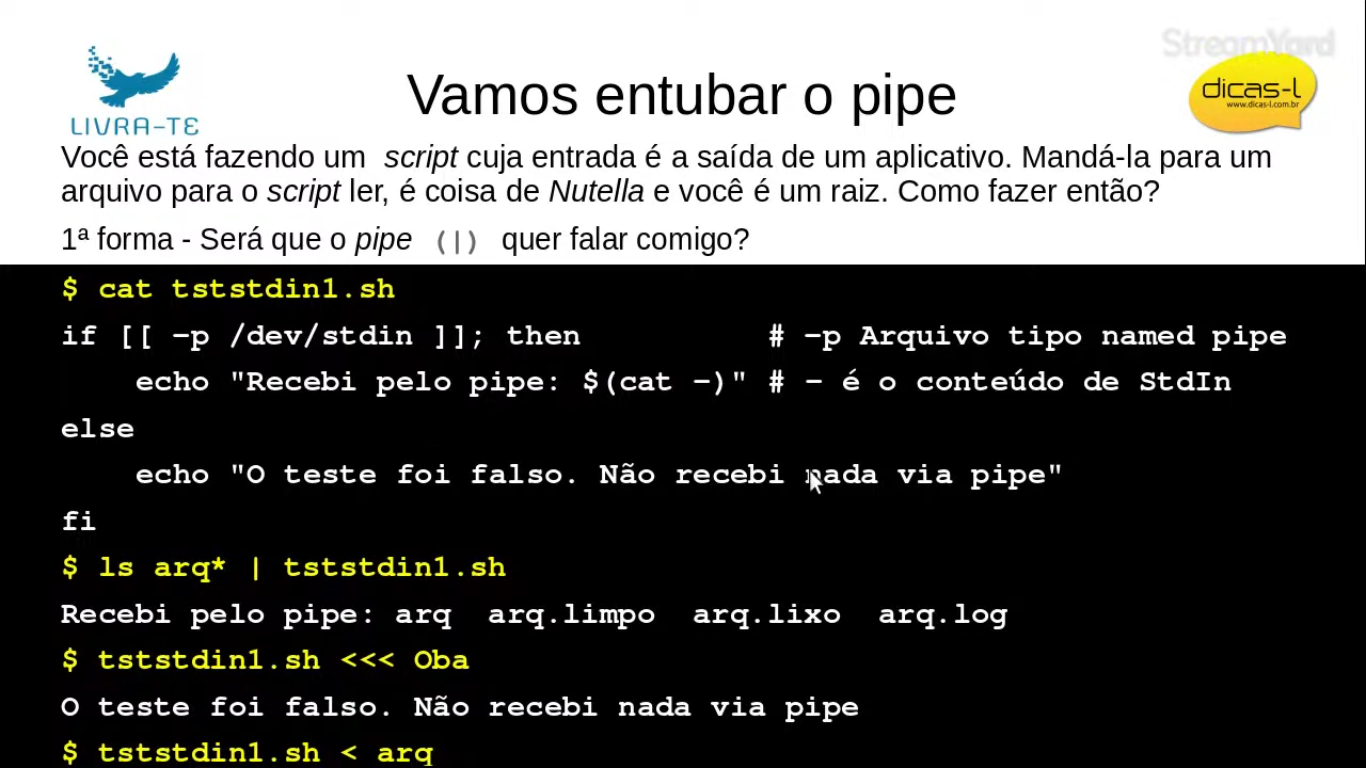 StreamYard
LIVRA-TE
Vamos entubar o pipe
dicas-l
www.dicas-l.com.br
Você está fazendo um script cuja entrada é a saída de um aplicativo. Mandá-la para um
arquivo para o script ler, é coisa de Nutella e você é um raiz. Como fazer então?
1ª forma - Será que o pipe (|) quer falar comigo?
$ cat tststdin1.sh
if [[ -p /dev/stdin ]]; then # -p Arquivo tipo named pipe
    echo "Recebi pelo pipe: $(cat -)" # - é o conteúdo de StdIn
else
    echo "O teste foi falso. Não recebi nada via pipe"
fi
$ ls arq* | tststdin1.sh
Recebi pelo pipe: arq  arq.limpo  arq.lixo  arq.log
$ tststdin1.sh <<< Oba
O teste foi falso. Não recebi nada via pipe
$ tststdin1.sh < arq